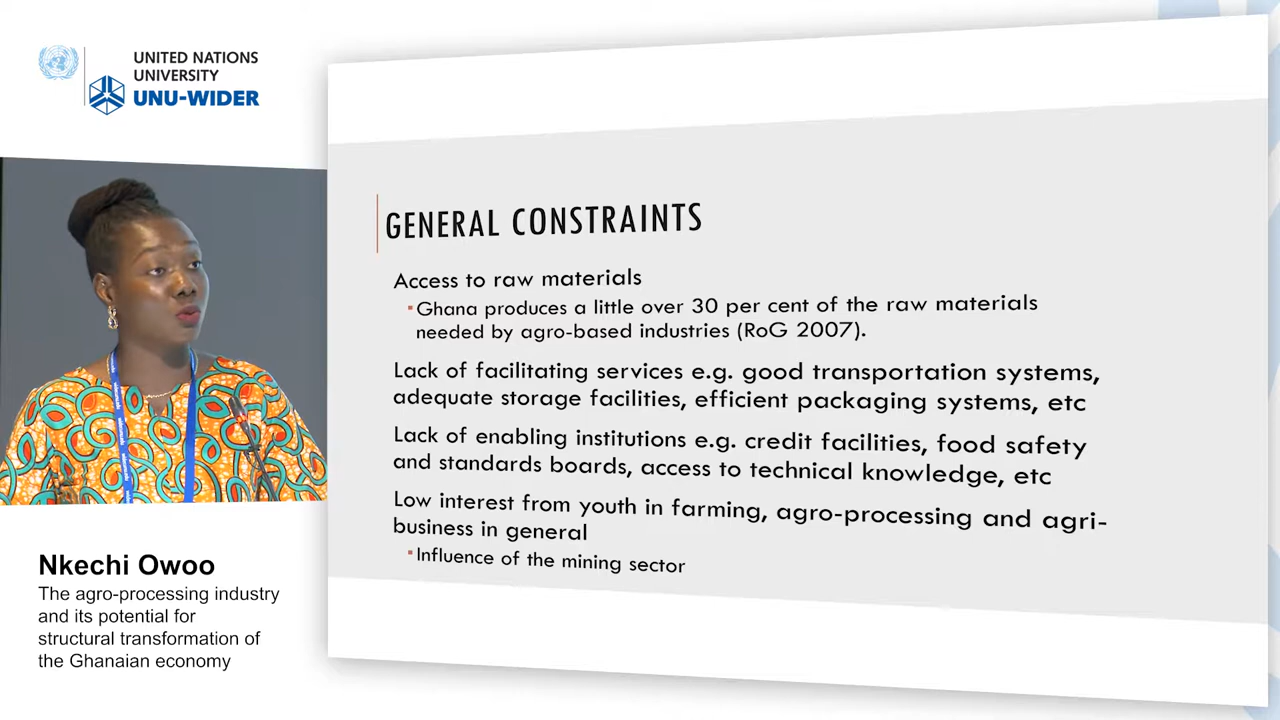 UNITED NATIONS
UNIVERSITY
UNU-WIDER
GENERAL CONSTRAINTS
Access to raw materials
Ghana produces a little over 30 per cent of the raw materials
needed by agro-based industries (RoG 2007).
Lack of facilitating services e.g. good transportation systems,
adequate storage facilities, efficient packaging systems, etc
Lack of enabling institutions e.g. credit facilities, food safety
and standards boards, access to technical knowledge, etc
Low interest from youth in farming, agro-processing and agri-
business in general
Influence of the mining sector
Nkechi Owoo
The agro-processing industry
and its potential for
structural transformation of
the Ghanaian economy